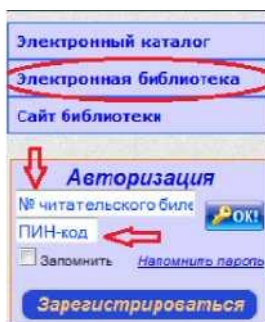 Электронный каталог
Электронная библиотека
Сайт библиотеки
Авторизация
№ читательского биле
OK!
ПИН-код
Запомнить Напомнить пароль
Зарегистрироваться